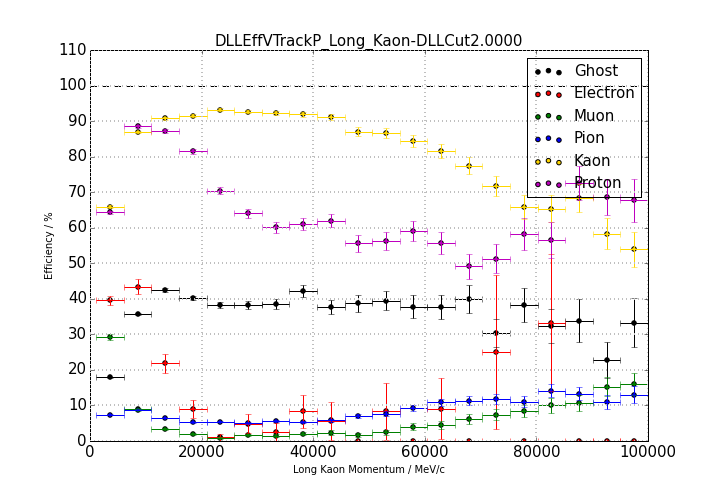 DLLEffVTrackP_Long_Kaon-DLLCut2.0000
110
100
90
80
70
60
50
40
30
20
10
0
Efficiency / %
Ghost
Electron
Muon
Pion
Kaon
Proton
0 20000 40000 60000 80000 100000
Long Kaon Momentum / MeV/c